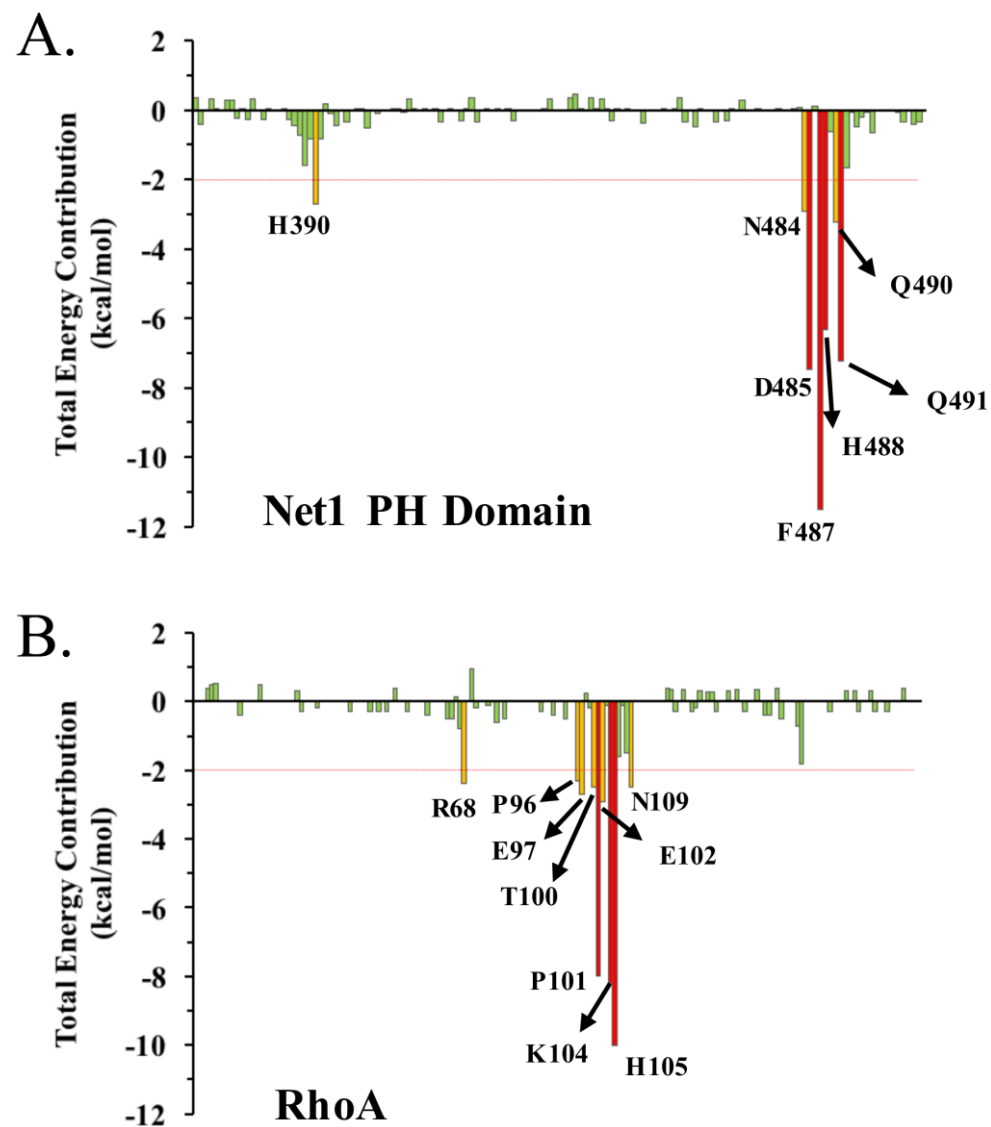 A.
Total Energy Contribution
(kcal/mol)
2
0
-2
-4
-6
-8
-10
-12
H390
N484
Q490
D485
Q491
H488
F487
Net1 PH Domain
B.
Total Energy Contribution
(kcal/mol)
2
0
-2
-4
-6
-8
-10
-12
R68
P96
N109
E97
E102
T100
P101
K104
H105
RhoA